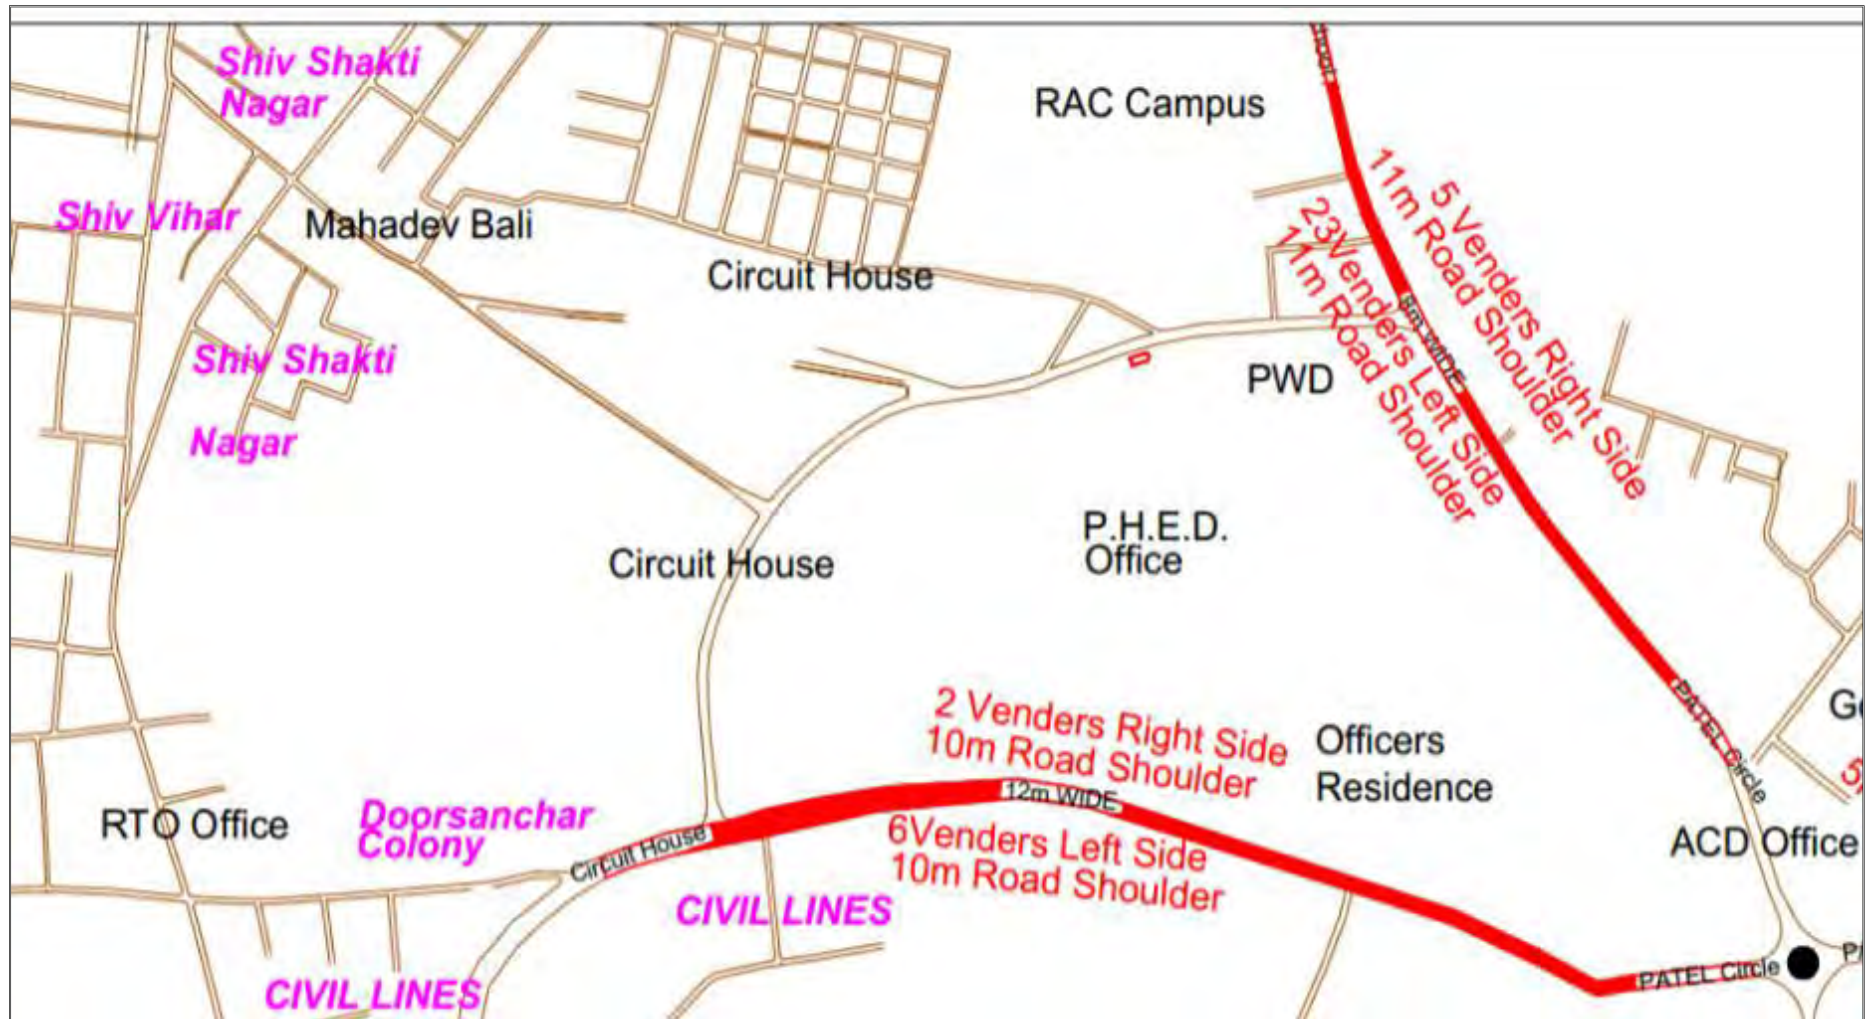 Shiv Shakti
Nagar
RAC Campus
Shiv Vihar
Mahadev Bali
Circuit House
5 Venders Right Side
11m Road Shoulder
23Venders Left Side
11m Road Shoulder
8m WIDE
Shiv Shakti
Nagar
PWD
Circuit House
P.H.E.D.
Office
PATEL Circle
2 Venders Right Side
10m Road Shoulder
Officers
Residence
12m WIDE
RTO Office
Doorsanchar
Colony
Circuit House
6Venders Left Side
10m Road Shoulder
ACD Office
CIVIL LINES
CIVIL LINES
PATEL Circle